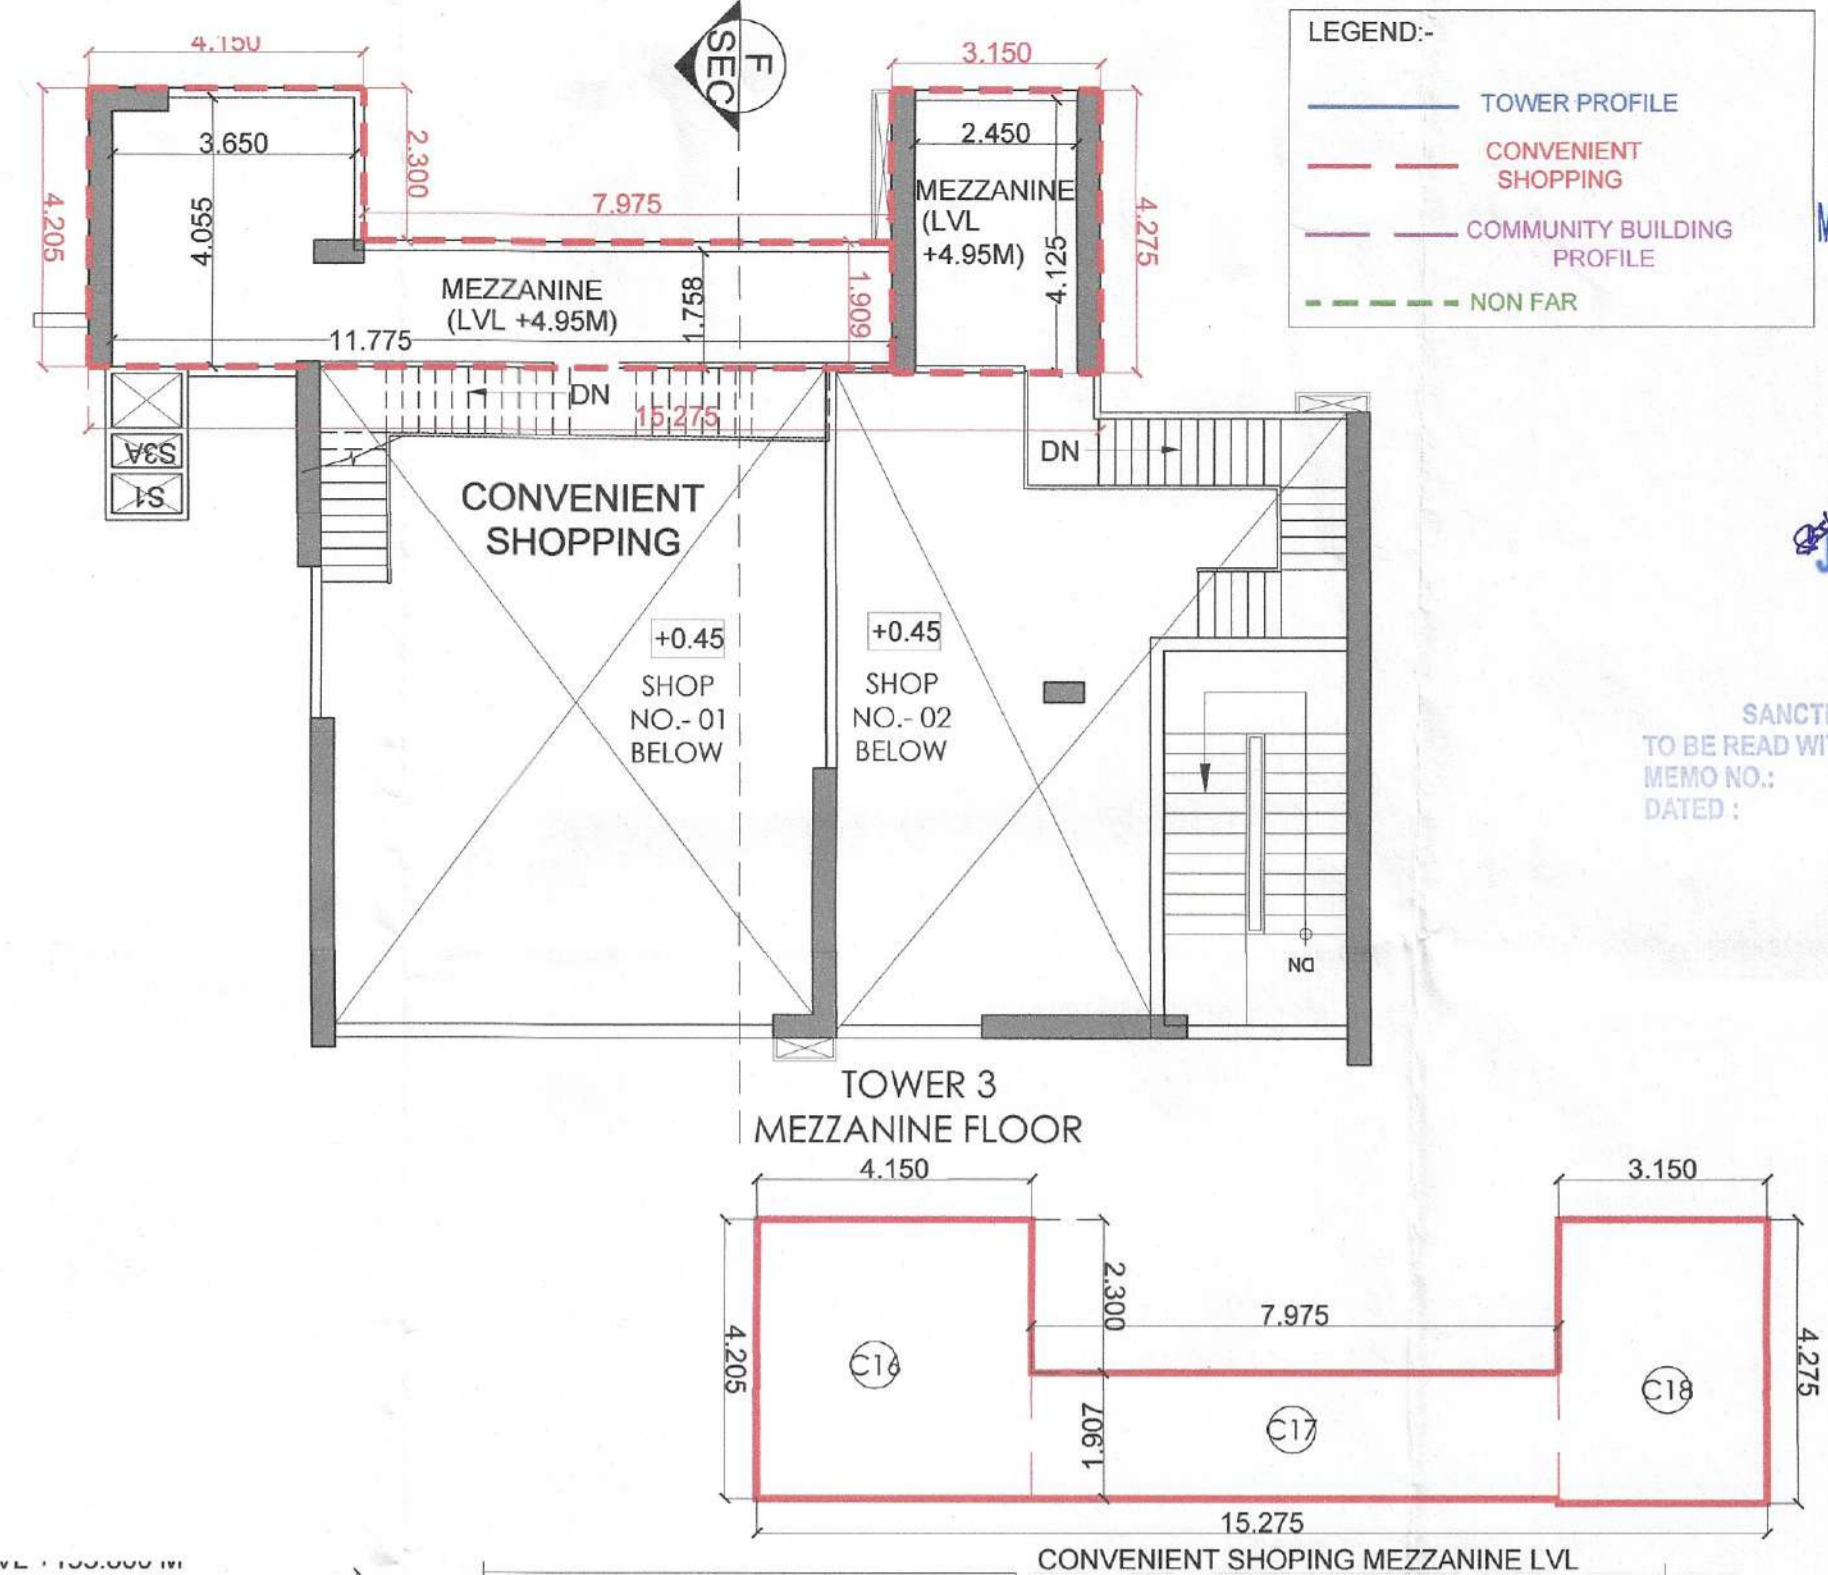 4.150
F
SEC
3.150
LEGEND:-
TOWER PROFILE
CONVENIENT
SHOPPING
COMMUNITY BUILDING
PROFILE
NON FAR
3.650
2.300
2.450
4.205
4.055
7.975
MEZZANINE
(LVL
+4.95M)
4.125
4.275
MEZZANINE
(LVL +4.95M)
1.758
1.909
11.775
DN
15.275
DN
S3A
S1
CONVENIENT
SHOPPING
+0.45
SHOP
NO.- 01
BELOW
+0.45
SHOP
NO.- 02
BELOW
TO BE READ
MEMO NO.:
DATED :
DN
TOWER 3
MEZZANINE FLOOR
4.150
3.150
2.300
7.975
4.205
C16
1.907
C17
C18
4.275
15.275
CONVENIENT SHOPING MEZZANINE LVL